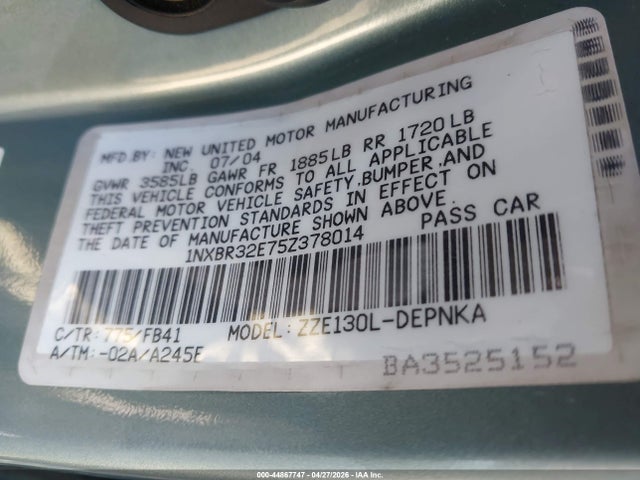 MFD.BY: NEW UNITED MOTOR MANUFACTURING
INC. 07/04
GVWR 3585LB GAWR FR 1885LB RR 1720LB
THIS VEHICLE CONFORMS TO ALL APPLICABLE
FEDERAL MOTOR VEHICLE SAFETY,BUMPER,AND
THEFT PREVENTION STANDARDS IN EFFECT ON
THE DATE OF MANUFACTURE SHOWN ABOVE.
1NXBR32E75Z378014 PASS CAR
C/TR: 775/FB41 MODEL: ZZE130L-DEPNKA
A/TM:-02A/A245E
BA3525152
000-44867747 - 04/27/2026 - IAA Inc.